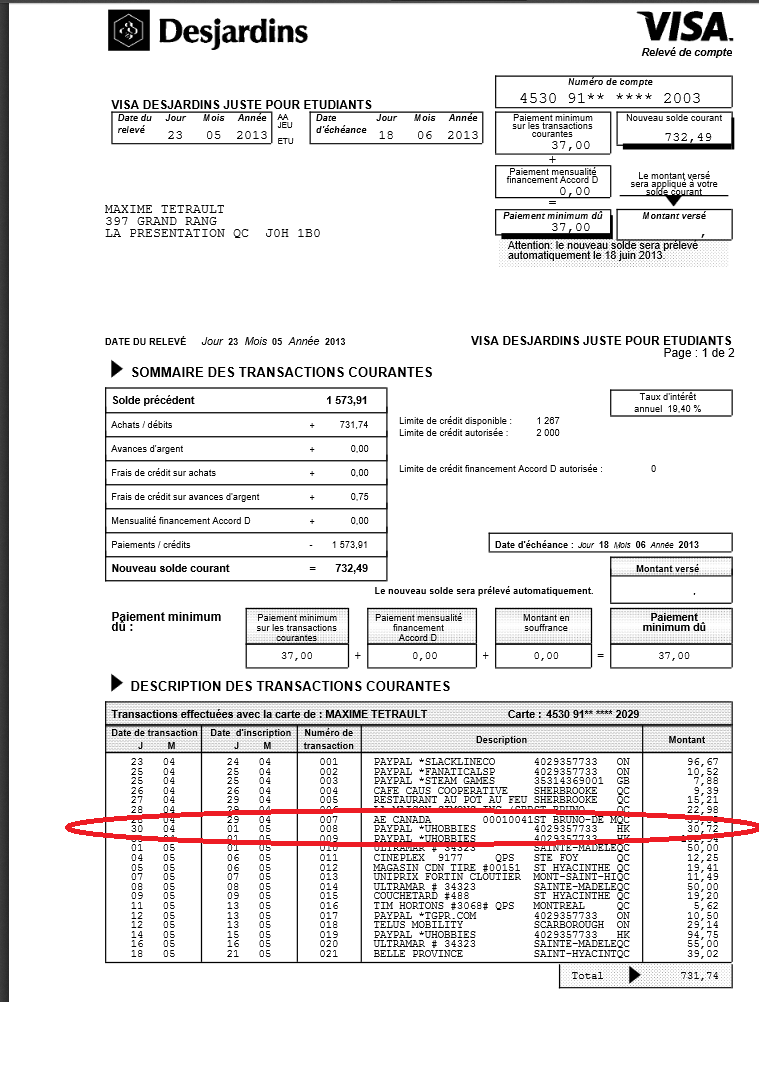 Desjardins
VISA
Relevé de compte
Numéro de compte
4530 91** **** 2003
VISA DESJARDINS JUSTE POUR ETUDIANTS
Date du relevé Jour Mois Année
23 05 2013
AA
JEU
ETU
Date d'échéance Jour Mois Année
18 06 2013
Paiement minimum
sur les transactions
courantes
37,00
Nouveau solde courant
732,49
+
Paiement mensualité
financement Accord D
0,00
Le montant versé
sera appliqué à votre
solde courant
=
Paiement minimum dû
37,00
Montant versé
,
Attention: le nouveau solde sera prélevé
automatiquement le 18 juin 2013.
MAXIME TETRAULT
397 GRAND RANG
LA PRESENTATION QC J0H 1B0
DATE DU RELEVÉ Jour 23 Mois 05 Année 2013
VISA DESJARDINS JUSTE POUR ETUDIANTS
Page : 1 de 2
SOMMAIRE DES TRANSACTIONS COURANTES
Solde précédent 1 573,91
Achats / débits + 731,74
Avances d'argent + 0,00
Frais de crédit sur achats + 0,00
Frais de crédit sur avances d'argent + 0,75
Mensualité financement Accord D + 0,00
Paiements / crédits - 1 573,91
Nouveau solde courant = 732,49
Limite de crédit disponible : 1 267
Limite de crédit autorisée : 2 000
Limite de crédit financement Accord D autorisée : 0
Taux d'intérêt
annuel 19,40 %
Date d'échéance : Jour 18 Mois 06 Année 2013
Montant versé
.
Le nouveau solde sera prélevé automatiquement.
Paiement minimum
dû :
Paiement minimum
sur les transactions
courantes
37,00
+
Paiement mensualité
financement
Accord D
0,00
+
Montant en
souffrance
0,00
=
Paiement
minimum dû
37,00
DESCRIPTION DES TRANSACTIONS COURANTES
Transactions effectuées avec la carte de : MAXIME TETRAULT Carte : 4530 91** **** 2029
Date de transaction Date d'inscription Numéro de Description Montant
J M J M transaction
23 04 24 04 001 PAYPAL *SLACKLINECO 4029357733 ON 96,67
25 04 25 04 002 PAYPAL *FANATICALSP 4029357733 ON 10,52
25 04 25 04 003 PAYPAL *STEAM GAMES 35314369001 GB 7,88
26 04 29 04 004 CAFE CAUS COOPERATIVE SHERBROOKE QC 9,39
27 04 29 04 005 RESTAURANT AU POT AU FEU SHERBROOKE QC 15,21
28 04 29 04 006 ST BRUNO QC 22,98
04 29 04 007 AE CANADA 00010041ST BRUNO-DE MQC
30 04 01 05 008 PAYPAL *UHOBBIES 4029357733 HK 30,72
05 01 05 009 PAYPAL *UHOBBIES 4029357733 HK
01 05 01 05 010 ULTRAMAR # 34323 SAINTE-MADELEQC 50,00
04 05 06 05 011 CINEPLEX 9177 QPS STE FOY QC 12,25
05 05 06 05 012 MAGASIN CDN TIRE #00151 ST HYACINTHE QC 19,41
07 05 07 05 013 UNIPRIX FORTIN CLOUTIER MONT-SAINT-HIQC 11,49
08 05 08 05 014 ULTRAMAR # 34323 SAINTE-MADELEQC 50,00
09 05 09 05 015 COUCHETARD #488 ST HYACINTHE QC 19,20
11 05 13 05 016 TIM HORTONS #3068# QPS MONTREAL QC 5,62
12 05 13 05 017 PAYPAL *TGPR.COM 4029357733 ON 10,50
12 05 13 05 018 TELUS MOBILITY SCARBOROUGH ON 29,14
14 05 15 05 019 PAYPAL *UHOBBIES 4029357733 HK 94,75
16 05 16 05 020 ULTRAMAR # 34323 SAINTE-MADELEQC 55,00
18 05 21 05 021 BELLE PROVINCE SAINT-HYACINTQC 39,02
Total 731,74